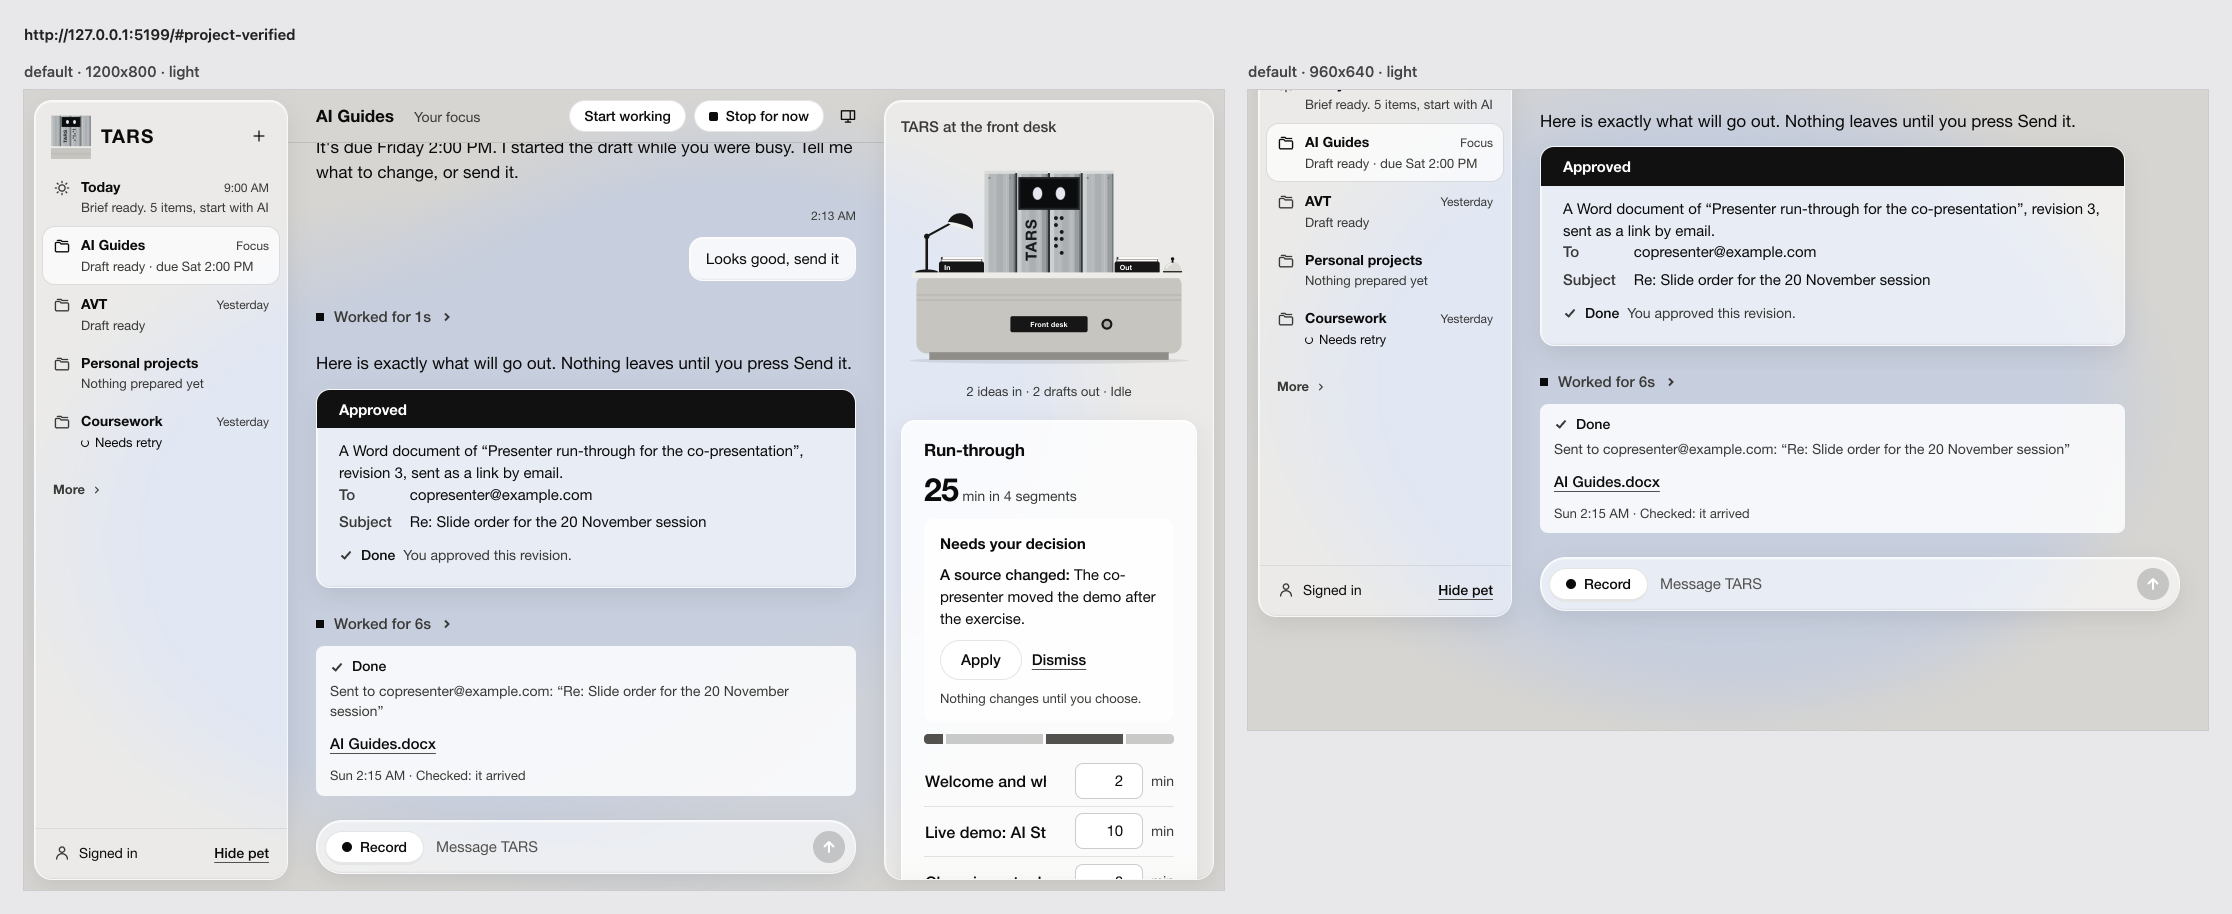 http://127.0.0.1:5199/#project-verified
default · 1200x800 · light
TARS
Today 9:00 AM
Brief ready. 5 items, start with AI
AI Guides Focus
Draft ready · due Sat 2:00 PM
AVT Yesterday
Draft ready
Personal projects
Nothing prepared yet
Coursework Yesterday
Needs retry
More
Signed in Hide pet
AI Guides Your focus Start working Stop for now
It's due Friday 2:00 PM. I started the draft while you were busy. Tell me
what to change, or send it.
2:13 AM
Looks good, send it
Worked for 1s
Here is exactly what will go out. Nothing leaves until you press Send it.
Approved
A Word document of “Presenter run-through for the co-presentation”,
revision 3, sent as a link by email.
To copresenter@example.com
Subject Re: Slide order for the 20 November session
Done You approved this revision.
Worked for 6s
Done
Sent to copresenter@example.com: “Re: Slide order for the 20 November
session”
AI Guides.docx
Sun 2:15 AM · Checked: it arrived
Record Message TARS
TARS at the front desk
TARS
In
Out
Front desk
2 ideas in · 2 drafts out · Idle
Run-through
25 min in 4 segments
Needs your decision
A source changed: The co-
presenter moved the demo after
the exercise.
Apply Dismiss
Nothing changes until you choose.
Welcome and wl 2 min
Live demo: AI St 10 min
default · 960x640 · light
Brief ready. 5 items, start with AI
AI Guides Focus
Draft ready · due Sat 2:00 PM
AVT Yesterday
Draft ready
Personal projects
Nothing prepared yet
Coursework Yesterday
Needs retry
More
Signed in Hide pet
Here is exactly what will go out. Nothing leaves until you press Send it.
Approved
A Word document of “Presenter run-through for the co-presentation”, revision 3,
sent as a link by email.
To copresenter@example.com
Subject Re: Slide order for the 20 November session
Done You approved this revision.
Worked for 6s
Done
Sent to copresenter@example.com: “Re: Slide order for the 20 November session”
AI Guides.docx
Sun 2:15 AM · Checked: it arrived
Record Message TARS